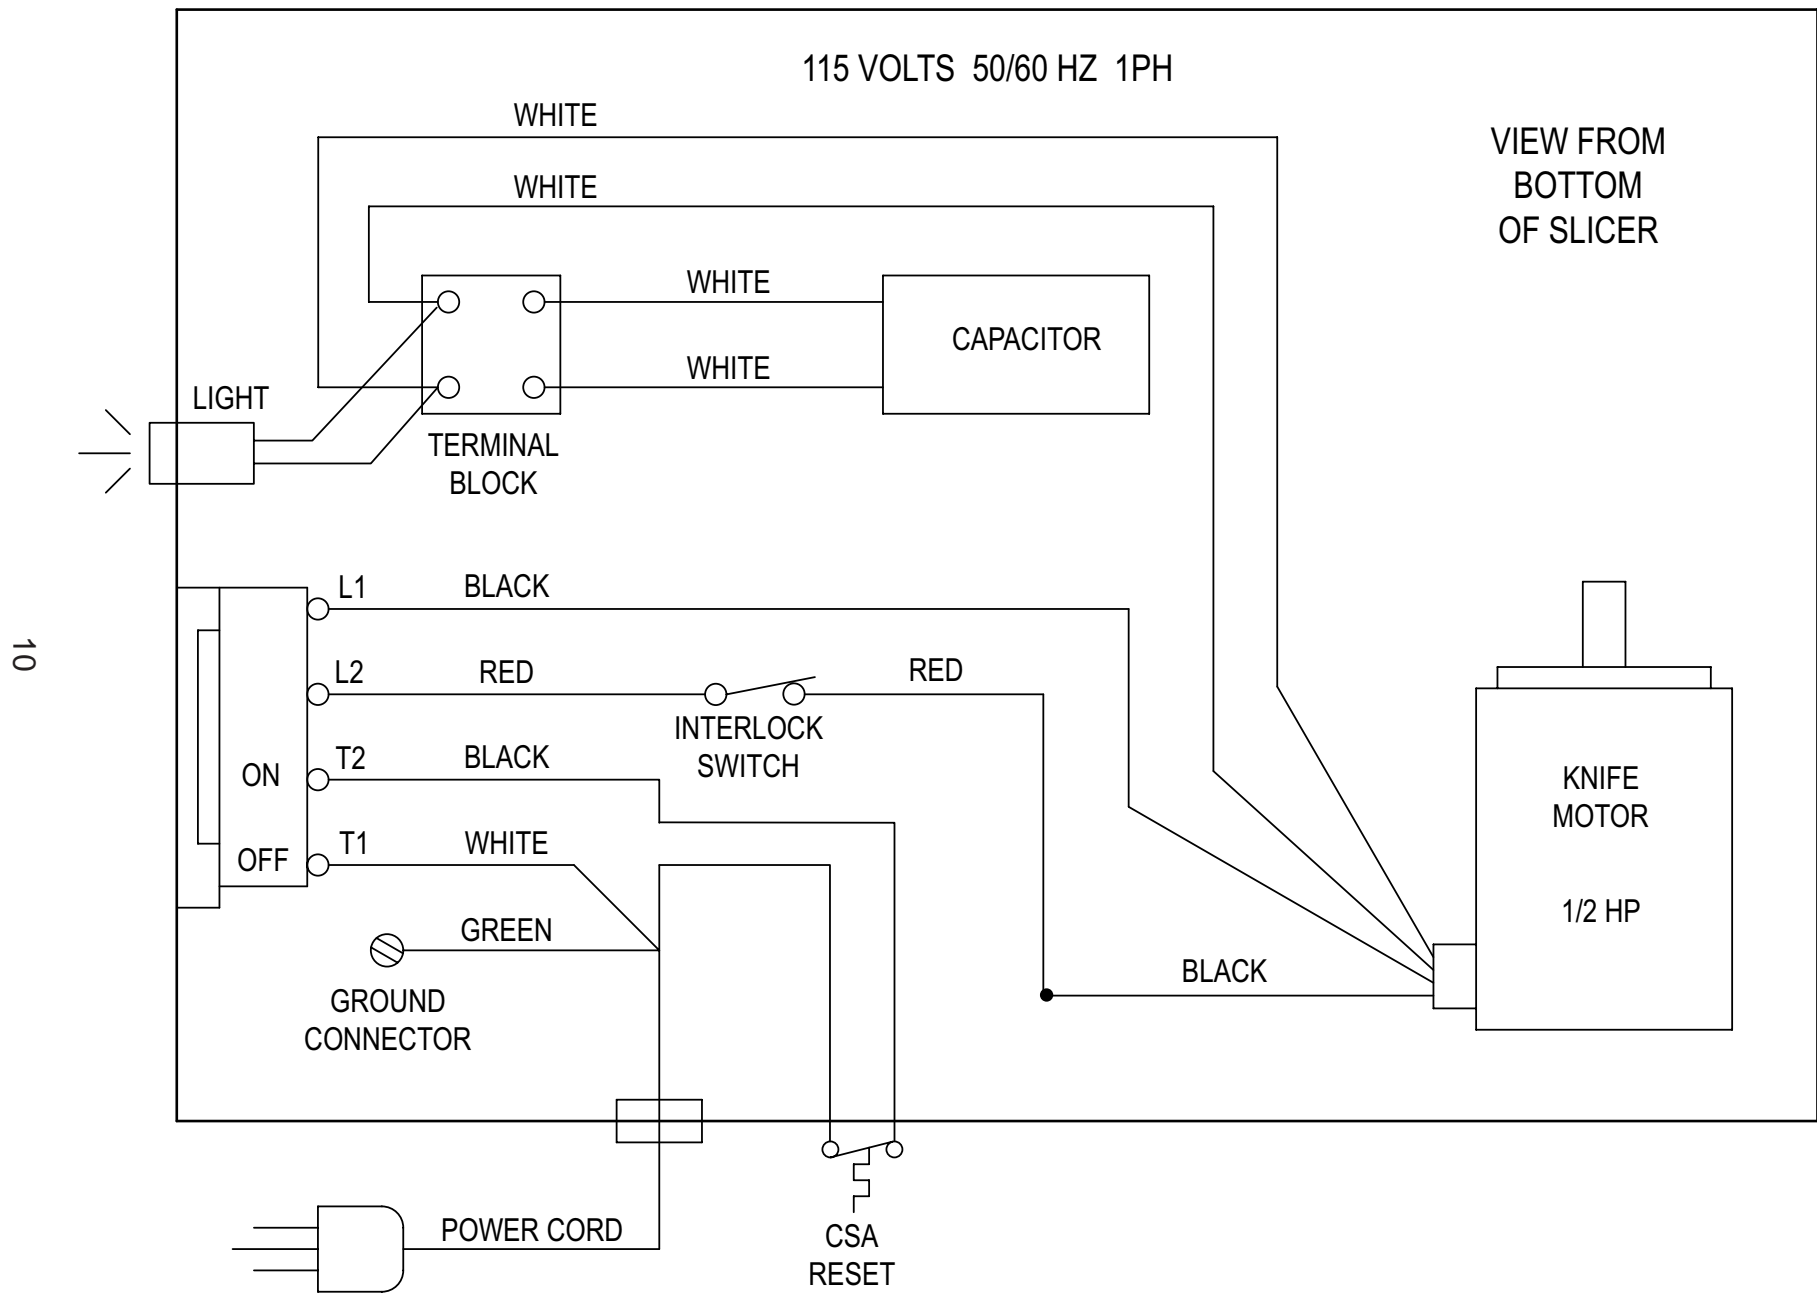 115 VOLTS 50/60 HZ 1PH
VIEW FROM
BOTTOM
OF SLICER
WHITE
WHITE
WHITE
WHITE
CAPACITOR
LIGHT
TERMINAL
BLOCK
L1
BLACK
L2
RED
RED
INTERLOCK
SWITCH
ON
T2
BLACK
OFF
T1
WHITE
KNIFE
MOTOR
1/2 HP
GREEN
GROUND
CONNECTOR
BLACK
POWER CORD
CSA
RESET
10